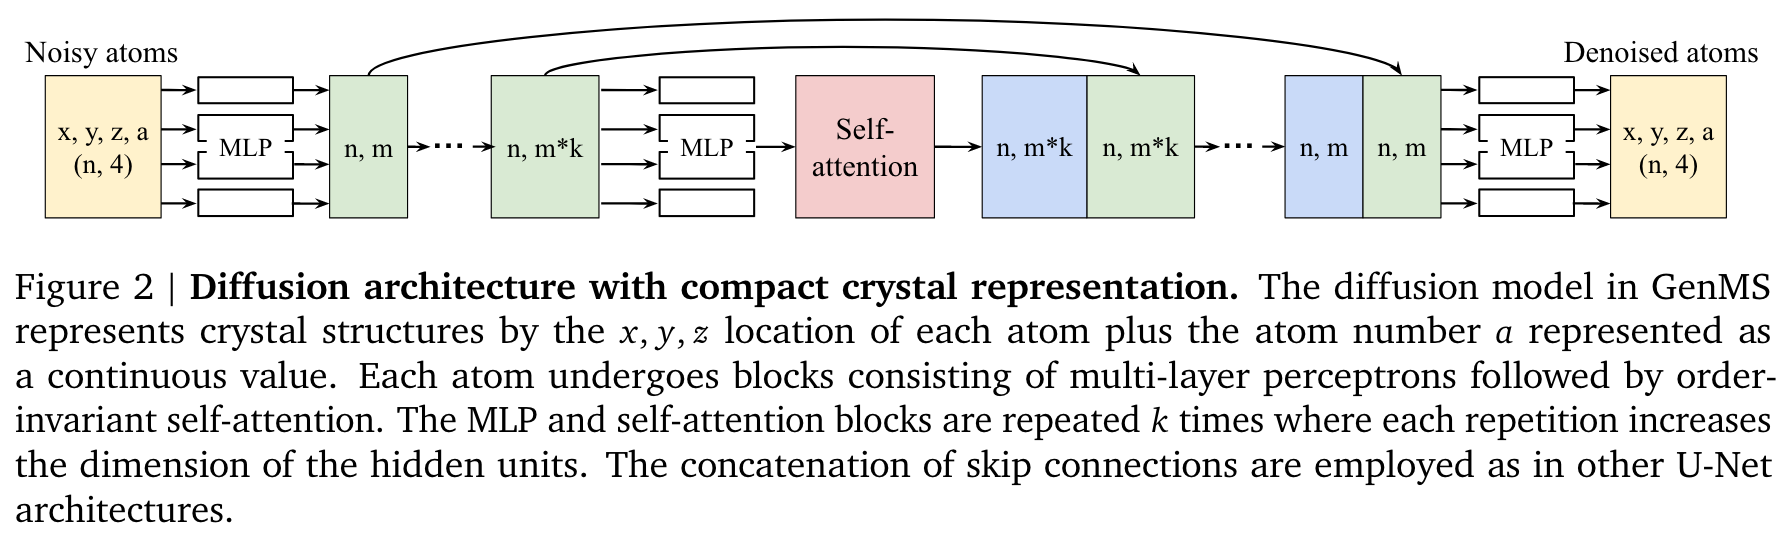 Noisy atoms
Denoised atoms
x, y, z, a
(n, 4)
MLP
n, m
···
n, m*k
MLP
Self-
attention
n, m*k
n, m*k
···
n, m
n, m
MLP
x, y, z, a
(n, 4)
Figure 2 | Diffusion architecture with compact crystal representation. The diffusion model in GenMS
represents crystal structures by the x, y, z location of each atom plus the atom number a represented as
a continuous value. Each atom undergoes blocks consisting of multi-layer perceptrons followed by order-
invariant self-attention. The MLP and self-attention blocks are repeated k times where each repetition increases
the dimension of the hidden units. The concatenation of skip connections are employed as in other U-Net
architectures.